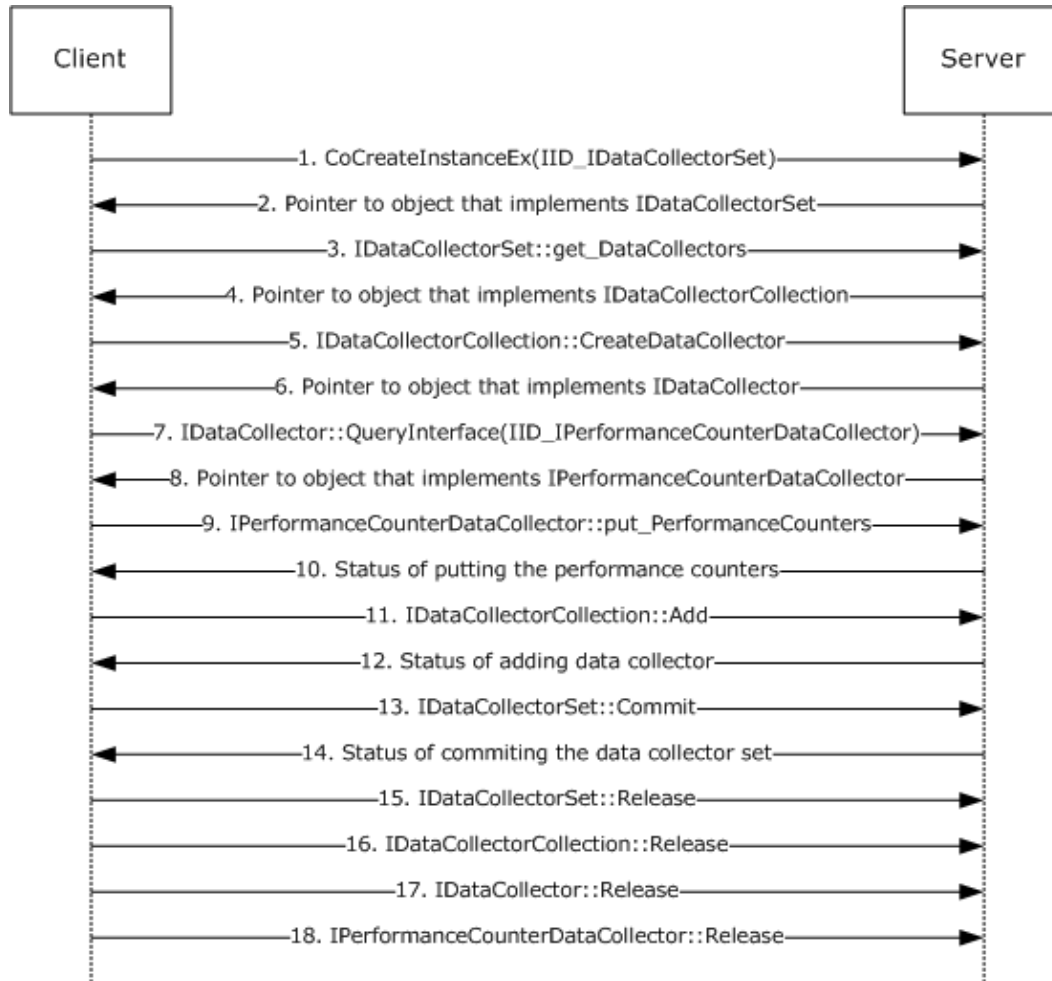 Client
Server
1. CoCreateInstanceEx(IID_IDataCollectorSet)
2. Pointer to object that implements IDataCollectorSet
3. IDataCollectorSet::get_DataCollectors
4. Pointer to object that implements IDataCollectorCollection
5. IDataCollectorCollection::CreateDataCollector
6. Pointer to object that implements IDataCollector
7. IDataCollector::QueryInterface(IID_IPerformanceCounterDataCollector)
8. Pointer to object that implements IPerformanceCounterDataCollector
9. IPerformanceCounterDataCollector::put_PerformanceCounters
10. Status of putting the performance counters
11. IDataCollectorCollection::Add
12. Status of adding data collector
13. IDataCollectorSet::Commit
14. Status of commiting the data collector set
15. IDataCollectorSet::Release
16. IDataCollectorCollection::Release
17. IDataCollector::Release
18. IPerformanceCounterDataCollector::Release